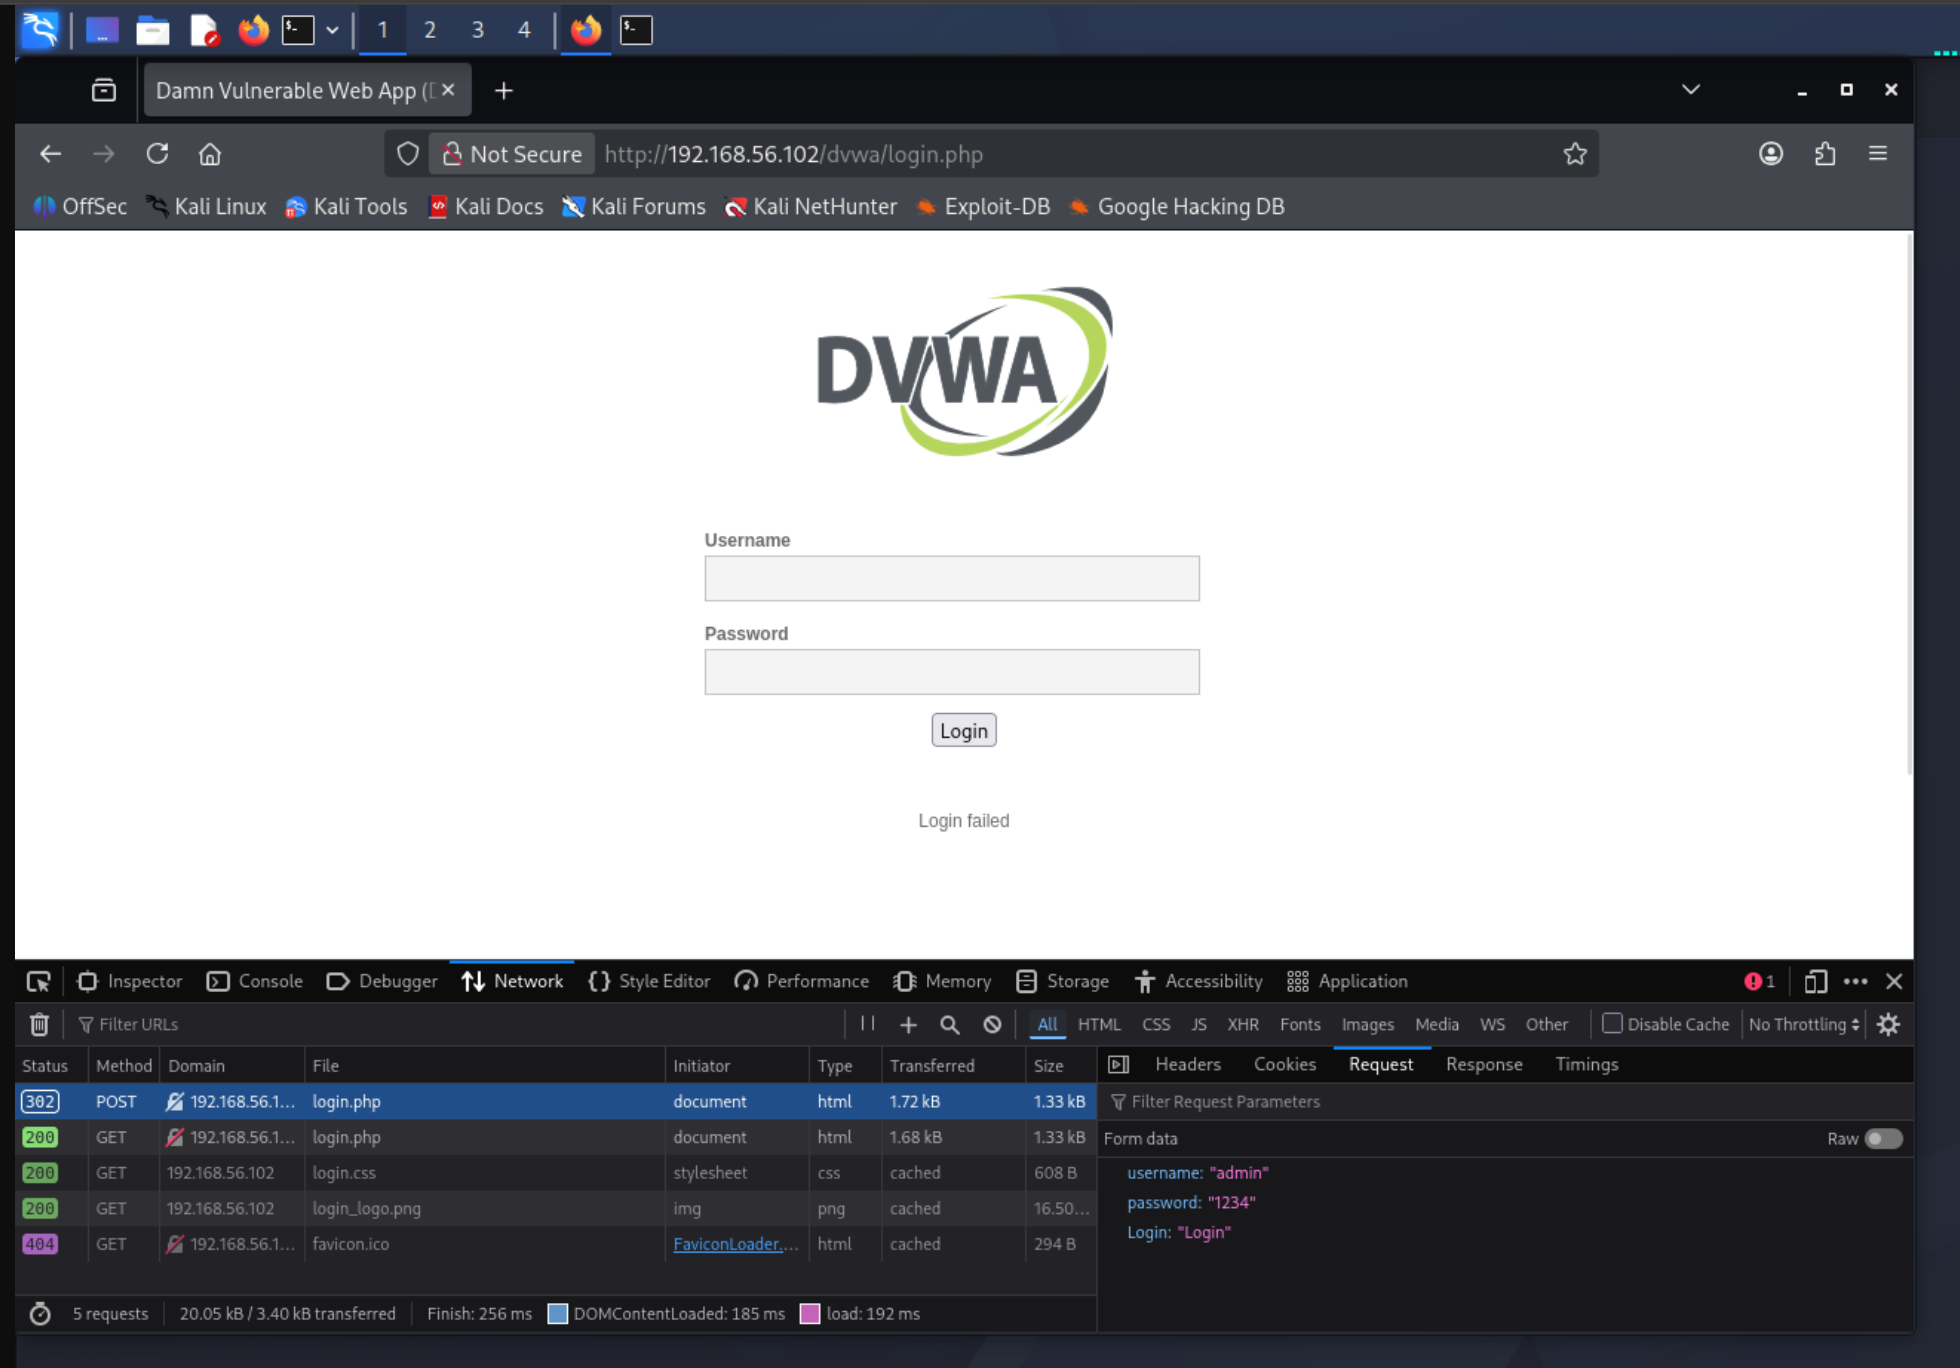 1 2 3 4
Damn Vulnerable Web App (D
Not Secure http://192.168.56.102/dvwa/login.php
OffSec Kali Linux Kali Tools Kali Docs Kali Forums Kali NetHunter Exploit-DB Google Hacking DB
DVWA
Username
Password
Login
Login failed
Inspector Console Debugger Network Style Editor Performance Memory Storage Accessibility Application 1
Filter URLs All HTML CSS JS XHR Fonts Images Media WS Other Disable Cache No Throttling
Status Method Domain File Initiator Type Transferred Size Headers Cookies Request Response Timings
302 POST 192.168.56.1... login.php document html 1.72 kB 1.33 kB Filter Request Parameters
200 GET 192.168.56.1... login.php document html 1.68 kB 1.33 kB Form data Raw
200 GET 192.168.56.102 login.css stylesheet css cached 608 B username: "admin"
200 GET 192.168.56.102 login_logo.png img png cached 16.50... password: "1234"
404 GET 192.168.56.1... favicon.ico FaviconLoader.... html cached 294 B Login: "Login"
5 requests 20.05 kB / 3.40 kB transferred Finish: 256 ms DOMContentLoaded: 185 ms load: 192 ms